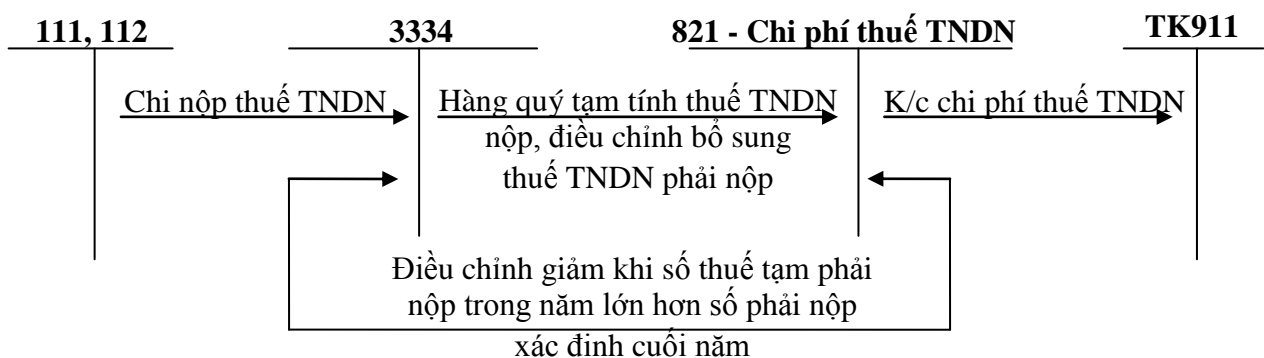 111, 112
3334
821 - Chi phí thuế TNDN
TK911
Chi nộp thuế TNDN
Hàng quý tạm tính thuế TNDN
nộp, điều chỉnh bổ sung
thuế TNDN phải nộp
K/c chi phí thuế TNDN
Điều chỉnh giảm khi số thuế tạm phải
nộp trong năm lớn hơn số phải nộp
xác đinh cuối năm